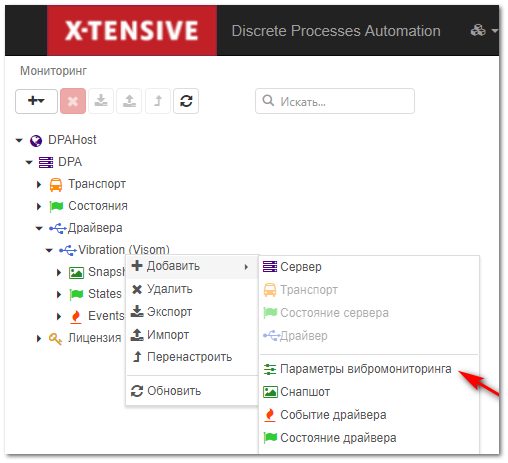 X-TENSIVE Discrete Processes Automation
Мониторинг
Искать...
DPAHost
DPA
Транспорт
Состояния
Драйвера
Vibration (Visom)
Snapsh
States
Events
Лицензия
Добавить
Удалить
Экспорт
Импорт
Перенастроить
Обновить
Сервер
Транспорт
Состояние сервера
Драйвер
Параметры вибромониторинга
Снапшот
Событие драйвера
Состояние драйвера